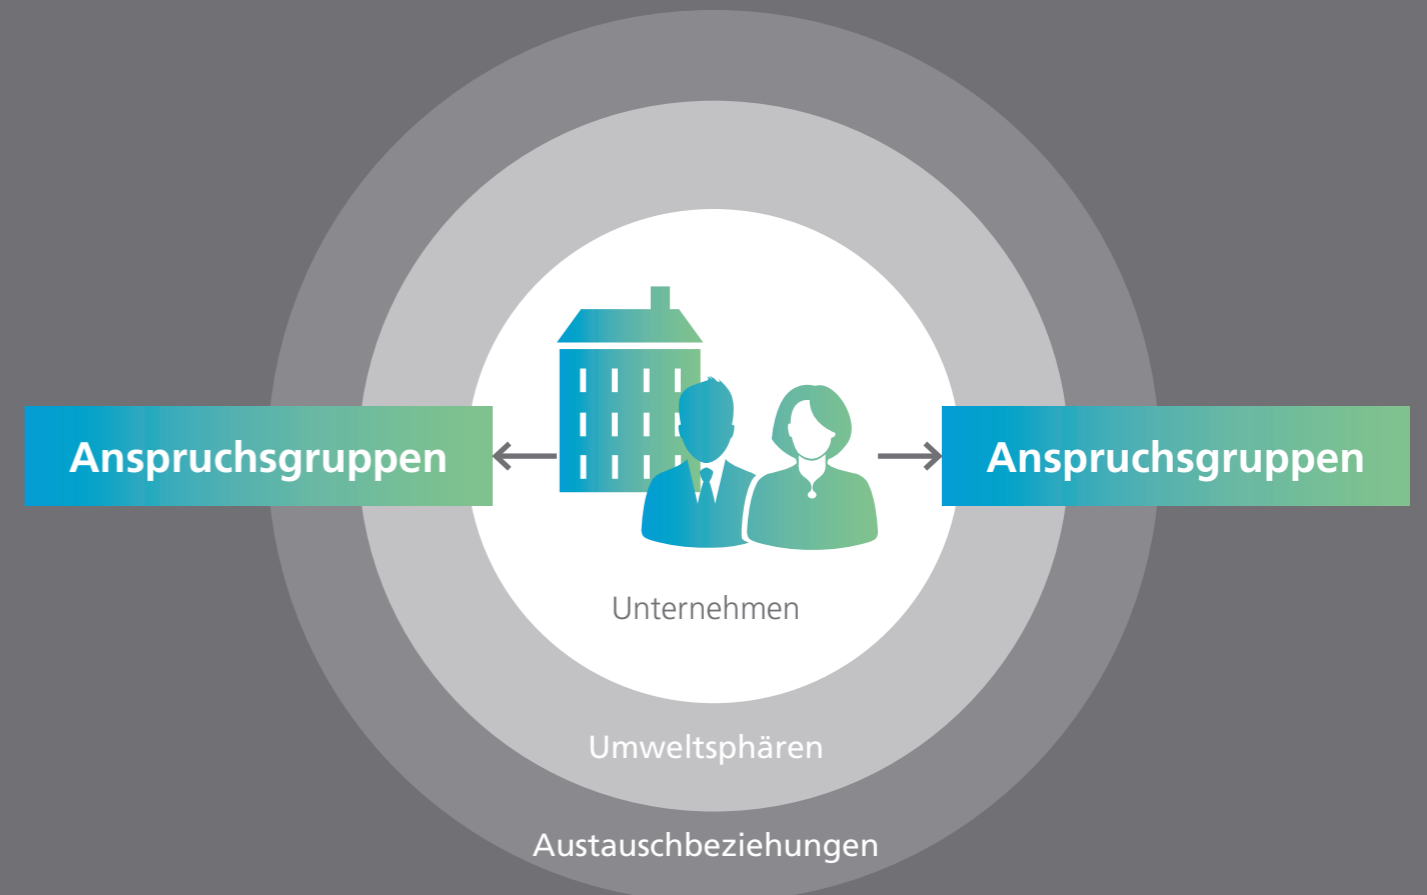 Anspruchsgruppen
Anspruchsgruppen
Unternehmen
Umweltsphären
Austauschbeziehungen